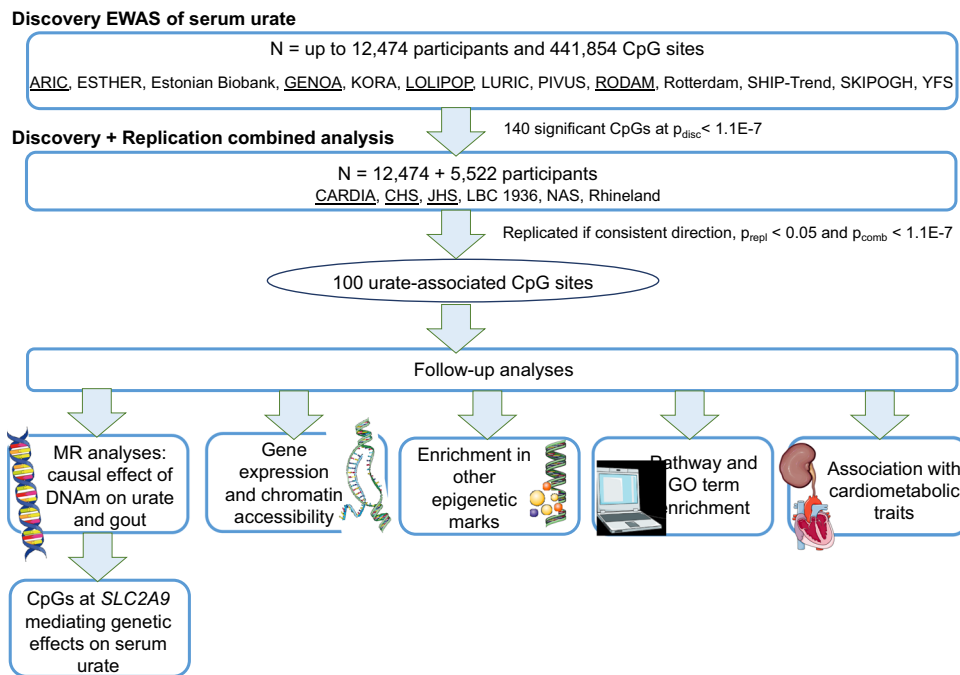 Discovery EWAS of serum urate
N = up to 12,474 participants and 441,854 CpG sites
ARIC, ESTHER, Estonian Biobank, GENOA, KORA, LOLIPOP, LURIC, PIVUS, RODAM, Rotterdam, SHIP-Trend, SKIPOGH, YFS
140 significant CpGs at pdisc< 1.1E-7
Discovery + Replication combined analysis
N = 12,474 + 5,522 participants
CARDIA, CHS, JHS, LBC 1936, NAS, Rhineland
Replicated if consistent direction, prepl < 0.05 and pcomb < 1.1E-7
100 urate-associated CpG sites
Follow-up analyses
MR analyses:
causal effect of
DNAm on urate
and gout
Gene
expression
and chromatin
accessibility
Enrichment in
other
epigenetic
marks
Pathway and
GO term
enrichment
Association with
cardiometabolic
traits
CpGs at SLC2A9
mediating genetic
effects on serum
urate